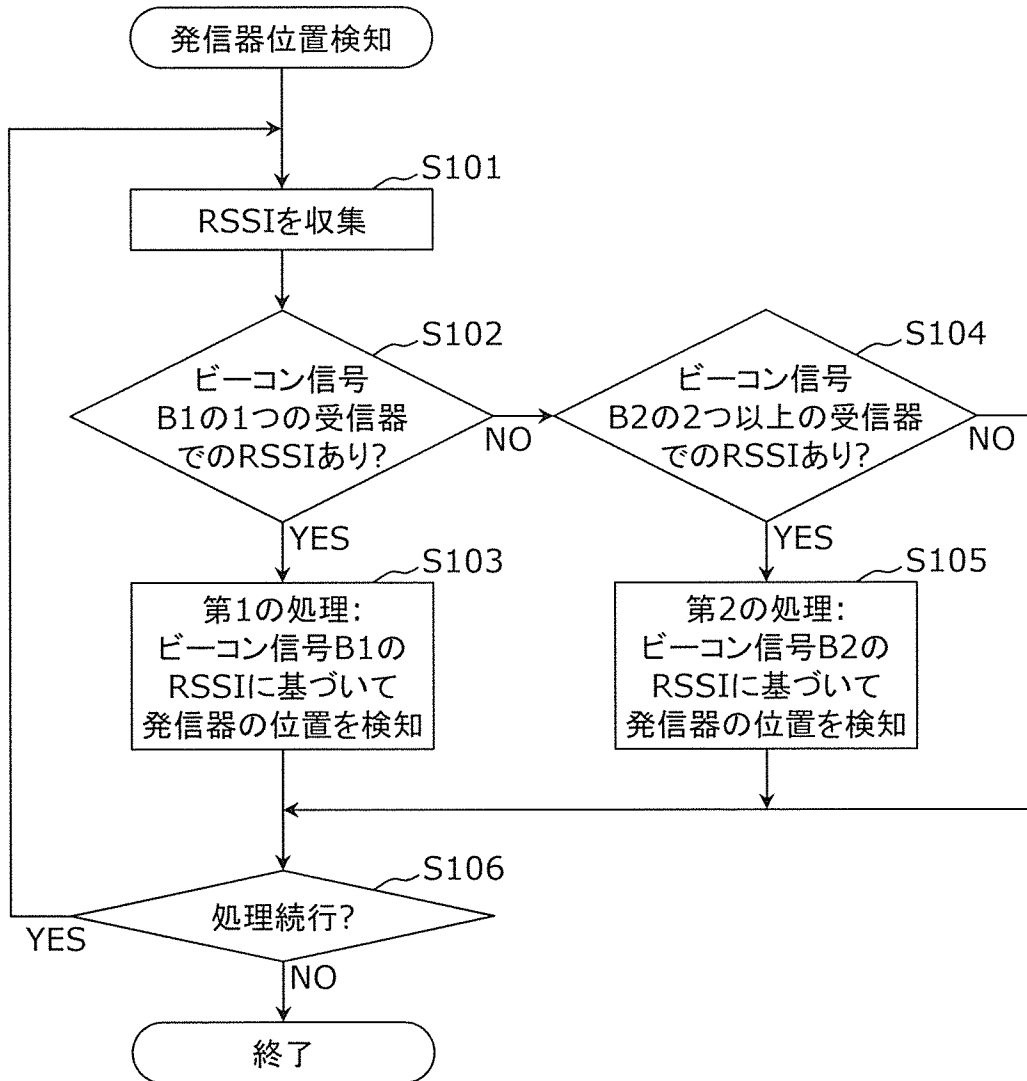 発信器位置検知
S101
RSSIを収集
S102
ビーコン信号
B1の1つの受信器
でのRSSIあり?
NO
YES
S104
ビーコン信号
B2の2つ以上の受信器
でのRSSIあり?
NO
YES
S103
第1の処理:
ビーコン信号B1の
RSSIに基づいて
発信器の位置を検知
S105
第2の処理:
ビーコン信号B2の
RSSIに基づいて
発信器の位置を検知
S106
処理続行?
YES
NO
終了